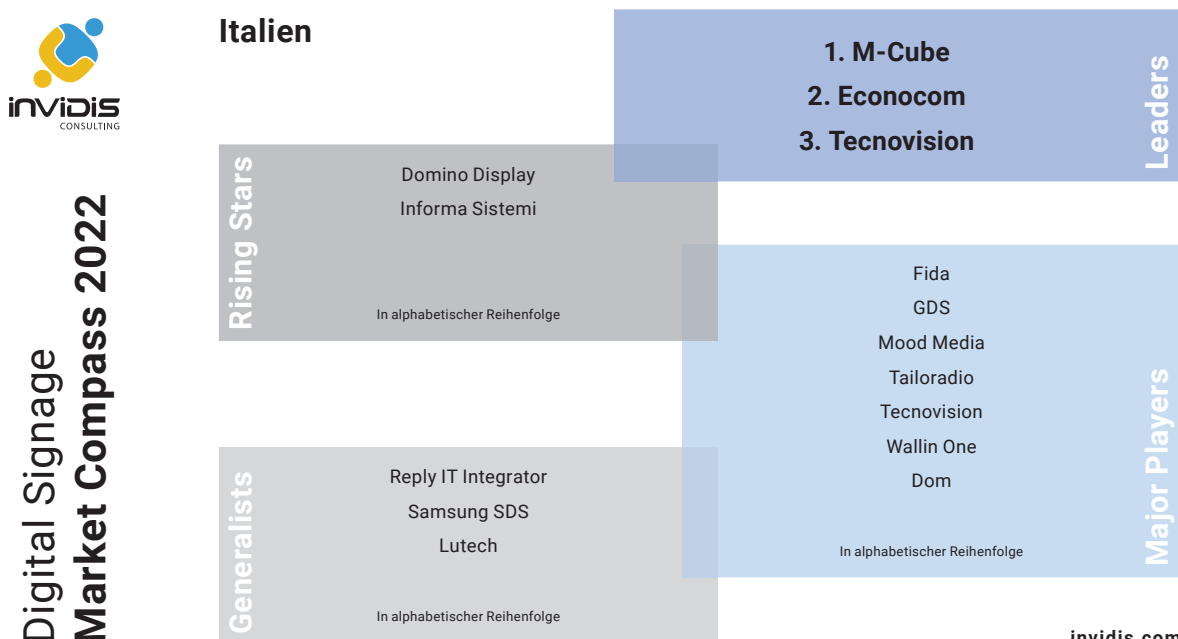 invidis
CONSULTING
Digital Signage
Market Compass 2022
Italien
1. M-Cube
2. Econocom
3. Tecnovision
Leaders
Rising Stars
Domino Display
Informa Sistemi
In alphabetischer Reihenfolge
Fida
GDS
Mood Media
Tailoradio
Tecnovision
Wallin One
Dom
In alphabetischer Reihenfolge
Major Players
Generalists
Reply IT Integrator
Samsung SDS
Lutech
In alphabetischer Reihenfolge
invidis.com